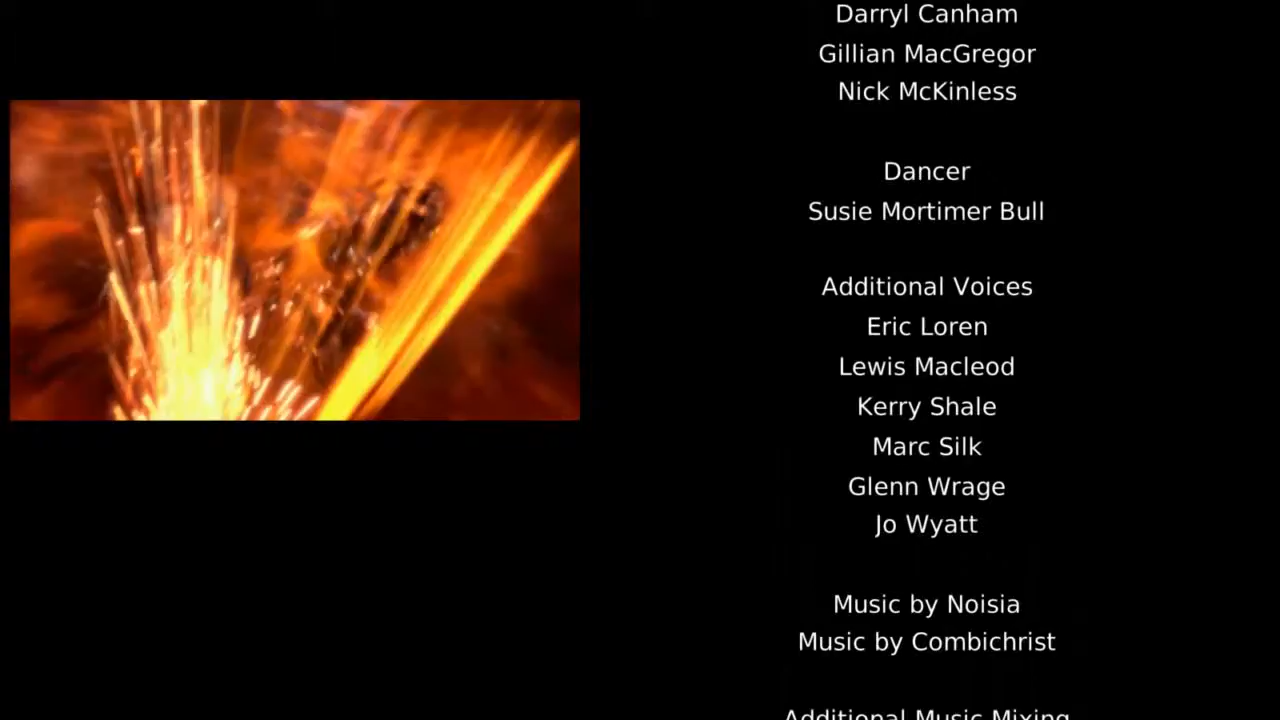 Darryl Canham
Gillian MacGregor
Nick McKinless
Dancer
Susie Mortimer Bull
Additional Voices
Eric Loren
Lewis Macleod
Kerry Shale
Marc Silk
Glenn Wrage
Jo Wyatt
Music by Noisia
Music by Combichrist
Additional Music Mixing